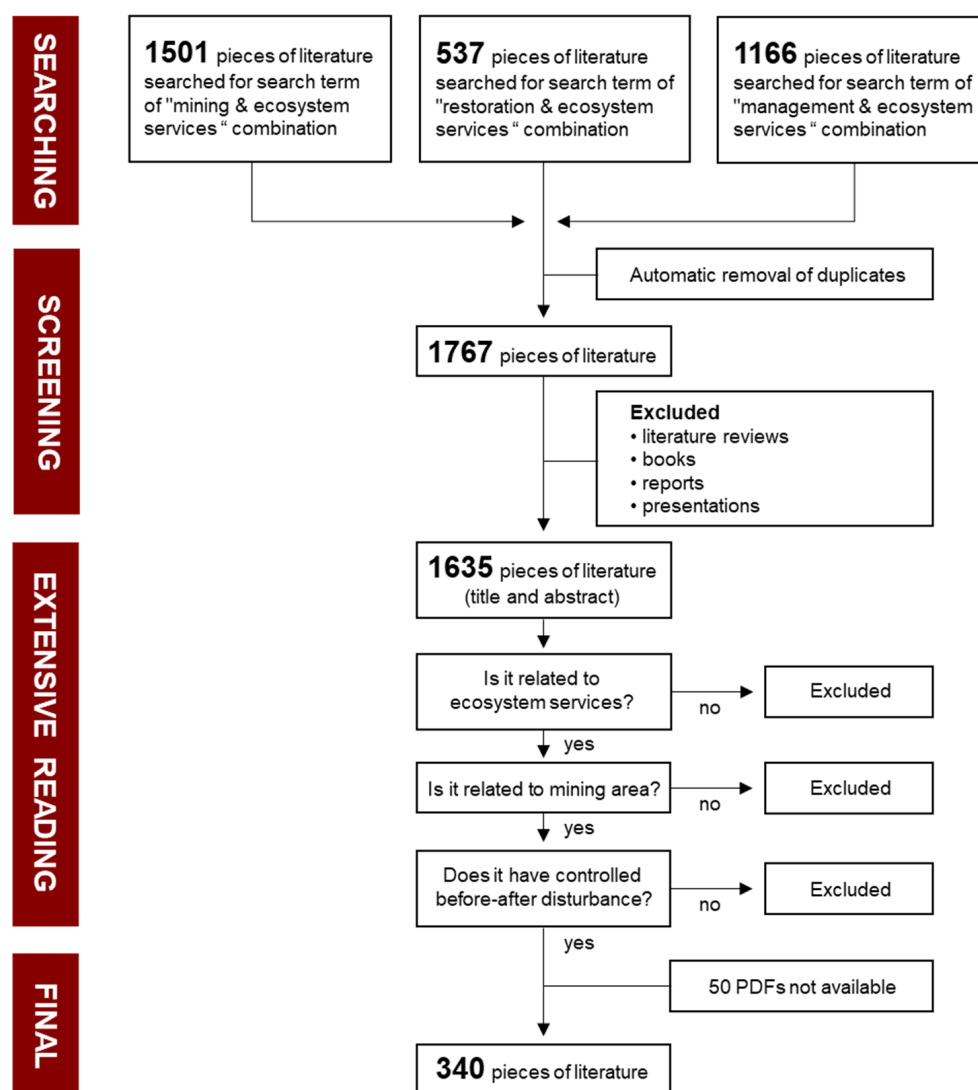 SEARCHING
1501 pieces of literature
searched for search term
of "mining & ecosystem
services “ combination
537 pieces of literature
searched for search term of
"restoration & ecosystem
services “ combination
1166 pieces of literature
searched for search term of
"management & ecosystem
services “ combination
SCREENING
Automatic removal of duplicates
1767 pieces of literature
Excluded
• literature reviews
• books
• reports
• presentations
EXTENSIVE READING
1635 pieces of literature
(title and abstract)
Is it related to
ecosystem services?
no
Excluded
yes
Is it related to mining area?
no
Excluded
yes
Does it have controlled
before-after disturbance?
no
Excluded
yes
FINAL
50 PDFs not available
340 pieces of literature